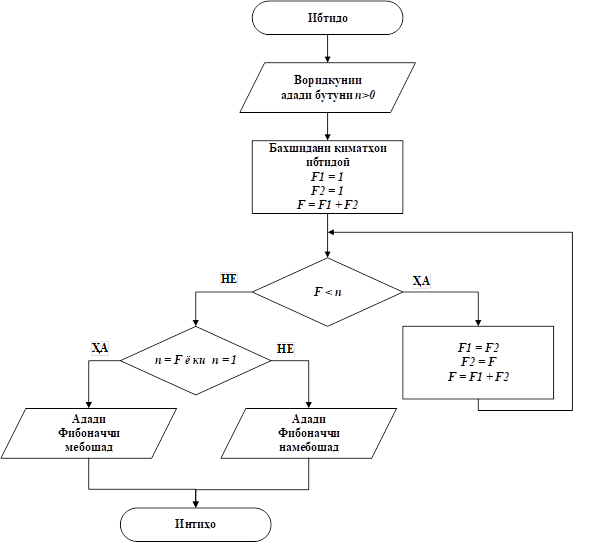 Ибтидо
Воридкунии
адади бутуни n>0
Бахшидани қиматҳои
ибтидоӣ
F1 = 1
F2 = 1
F = F1 + F2
НЕ
F < n
ҲА
ҲА
n = F ё ки n = 1
НЕ
F1 = F2
F2 = F
F = F1 + F2
Адади
Фибоначчи
мебошад
Адади
Фибоначчи
намебошад
Интиҳо